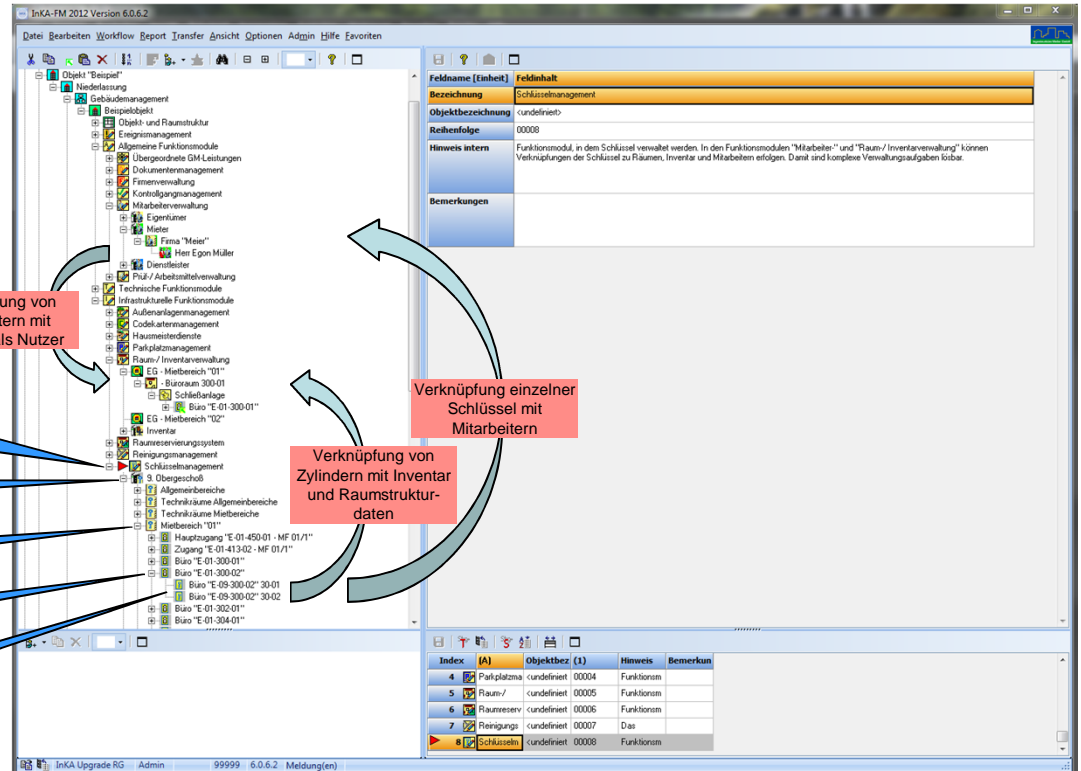 InKA-FM 2012 Version 6.0.6.2
Datei Bearbeiten Workflow Report Transfer Ansicht Optionen Admin Hilfe Favoriten
Objekt "Beispiel"
Niederlassung
Gebäudemanagement
Beispielobjekt
Objekt- und Raumstruktur
Ereignismanagement
Allgemeine Funktionsmodule
Übergeordnete GM-Leistungen
Dokumentenmanagement
Firmenverwaltung
Kontrollgangmanagement
Mitarbeiterverwaltung
Eigentümer
Mieter
Firma "Meier"
Herr Egon Müller
Dienstleister
Prüf-/ Arbeitsmittelverwaltung
Technische Funktionsmodule
Infrastrukturelle Funktionsmodule
Außenanlagenmanagement
Codekartenmanagement
Hausmeisterdienste
Parkplatzmanagement
Raum-/ Inventarverwaltung
EG - Mietbereich "01"
- Büroraum 300-01
Schließanlage
Büro "E-01-300-01"
EG - Mietbereich "02"
Inventar
Raumreservierungssystem
Reinigungsmanagement
Schlüsselmanagement
9. Obergeschoß
Allgemeinbereiche
Technikräume Allgemeinbereiche
Technikräume Mietbereiche
Mietbereich "01"
Hauptzugang "E-01-450-01 - MF 01/1"
Zugang "E-01-413-02 - MF 01/1"
Büro "E-01-300-01"
Büro "E-01-300-02"
Büro "E-09-300-02" 30-01
Büro "E-09-300-02" 30-02
Büro "E-01-302-01"
Büro "E-01-304-01"
ung von
tern mit
als Nutzer
Verknüpfung von
Zylindern mit Inventar
und Raumstruktur-
daten
Verknüpfung einzelner
Schlüssel mit
Mitarbeitern
Feldname [Einheit] Feldinhalt
Bezeichnung Schlüsselmanagement
Objektbezeichnung <undefiniert>
Reihenfolge 00008
Hinweis intern Funktionsmodul, in dem Schlüssel verwaltet werden. In den Funktionsmodulen "Mitarbeiter-" und "Raum-/ Inventarverwaltung" können
Verknüpfungen der Schlüssel zu Räumen, Inventar und Mitarbeitern erfolgen. Damit sind komplexe Verwaltungsaufgaben lösbar.
Bemerkungen
Index (A) Objektbez (1) Hinweis Bemerkun
4 Parkplatzma <undefiniert 00004 Funktionsm
5 Raum-/ <undefiniert 00005 Funktionsm
6 Raumreserv <undefiniert 00006 Funktionsm
7 Reinigungs <undefiniert 00007 Das
8 Schlüsselm <undefiniert 00008 Funktionsm
InKA Upgrade RG Admin 99999 6.0.6.2 Meldung(en)